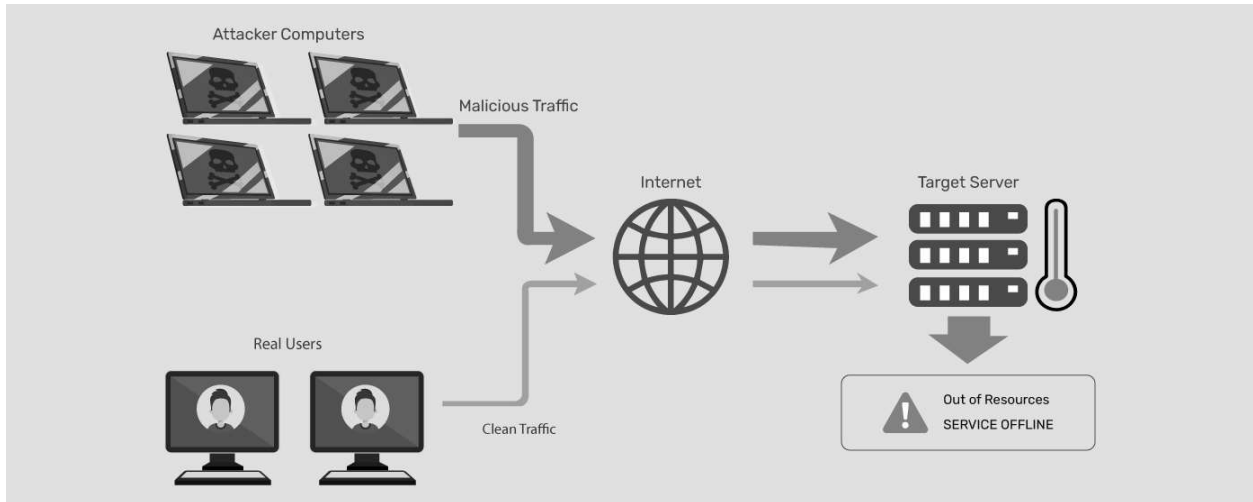 Attacker Computers
Malicious Traffic
Internet
Target Server
Real Users
Clean Traffic
Out of Resources
SERVICE OFFLINE